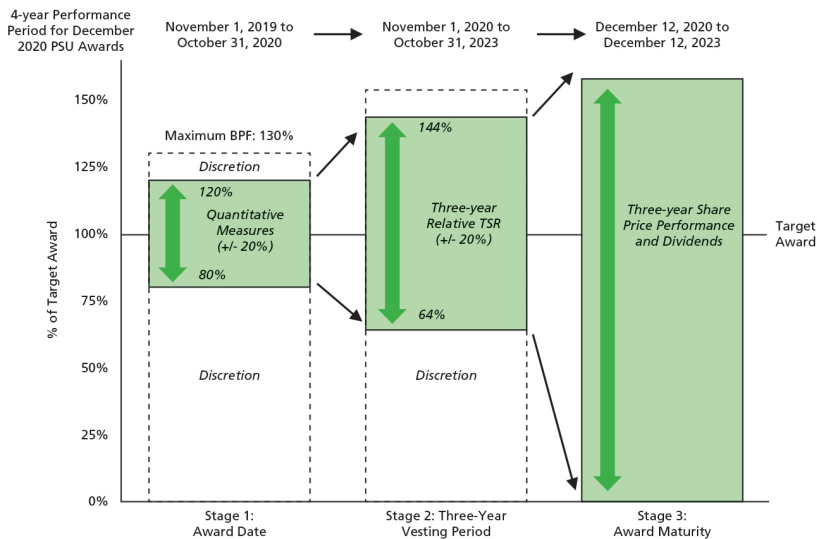 4-year Performance
Period for December
2020 PSU Awards
November 1, 2019 to
October 31, 2020
November 1, 2020 to
October 31, 2023
December 12, 2020 to
December 12, 2023
% of Target Award
150%
125%
100%
75%
50%
25%
0%
Maximum BPF: 130%
Discretion
120%
Quantitative
Measures
(+/- 20%)
80%
Discretion
144%
Three-year
Relative TSR
(+/- 20%)
64%
Discretion
Three-year Share
Price Performance
and Dividends
Target
Award
Stage 1:
Award Date
Stage 2: Three-Year
Vesting Period
Stage 3:
Award Maturity